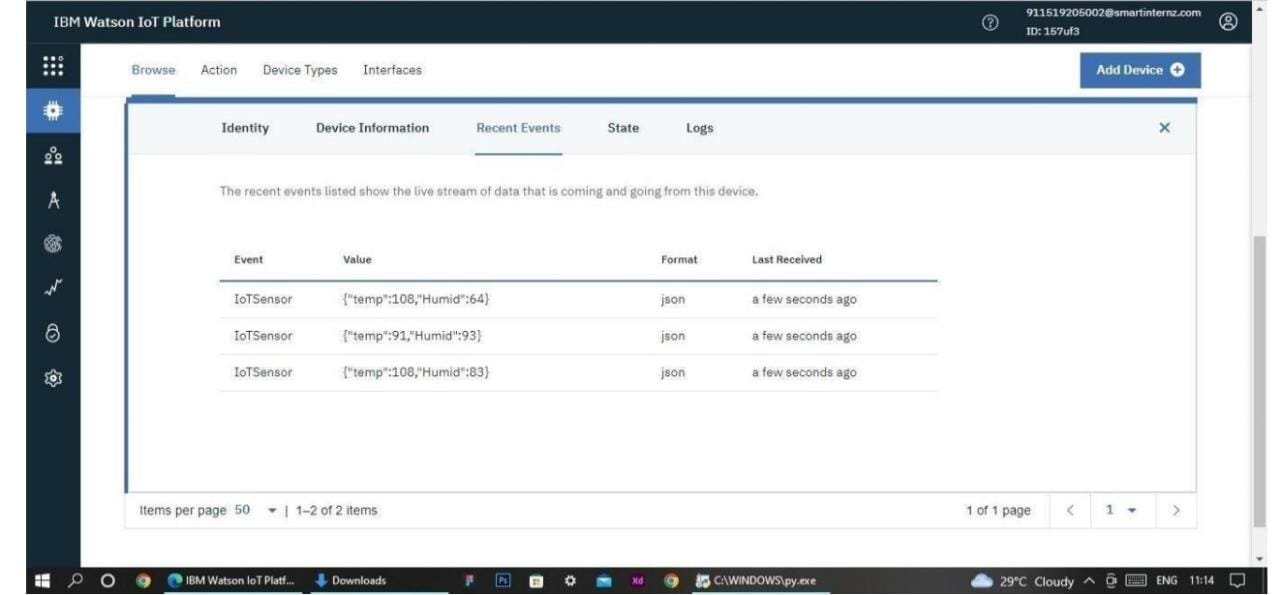 IBM Watson IoT Platform
911519205002@smartinternz.com
ID: 157uf3
Browse Action Device Types Interfaces
Add Device
Identity Device Information Recent Events State Logs
The recent events listed show the live stream of data that is coming and going from this device.
Event Value Format Last Received
IoTSensor {"temp":108,"Humid":64} json a few seconds ago
IoTSensor {"temp":91,"Humid":93} json a few seconds ago
IoTSensor {"temp":108,"Humid":83} json a few seconds ago
Items per page 50 | 1–2 of 2 items 1 of 1 page < 1 >
IBM Watson IoT Platf... Downloads Ps Xd C:\WINDOWS\py.exe 29°C Cloudy ENG 11:14